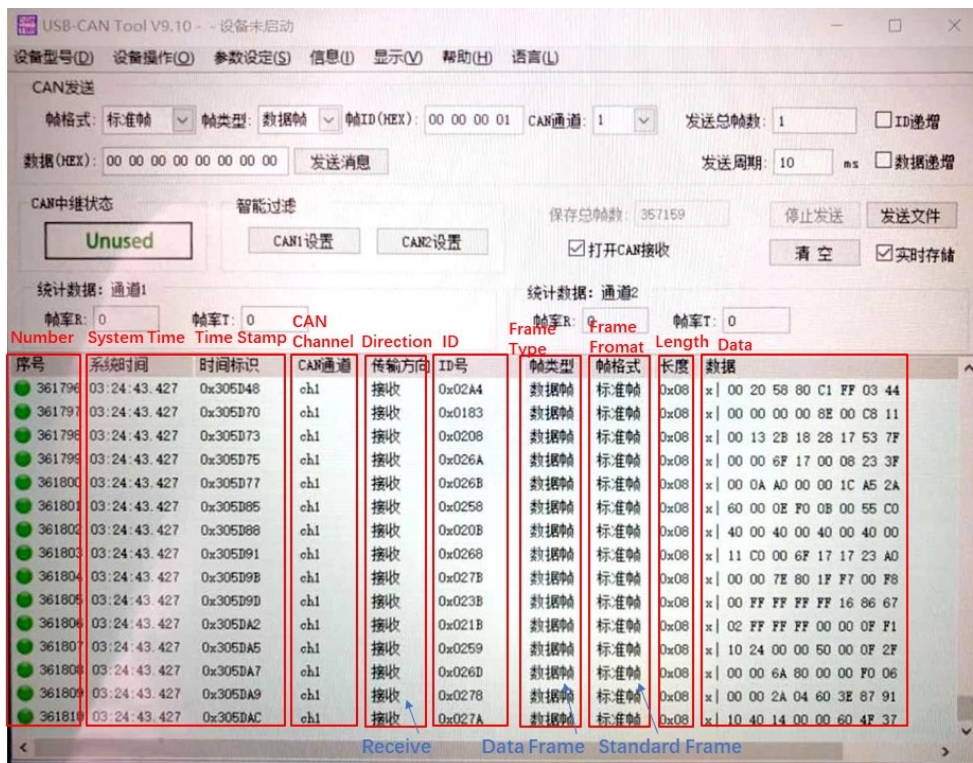 USB-CAN Tool V9.10 - - 设备未启动
设备型号(D) 设备操作(O) 参数设定(S) 信息(I) 显示(V) 帮助(H) 语言(L)
CAN发送
帧格式: 标准帧 帧类型: 数据帧 帧ID(HEX): 00 00 00 01 CAN通道: 1 发送总帧数: 1 ID递增
数据(HEX): 00 00 00 00 00 00 00 00 发送消息 发送周期: 10 ms 数据递增
CAN中继状态 智能过滤 保存总帧数: 357159 停止发送 发送文件
Unused CAN1设置 CAN2设置 打开CAN接收 清空 实时存储
统计数据: 通道1 统计数据: 通道2
帧率R: 0 帧率T: 0 帧率R: 0 帧率T: 0
Number System Time Time Stamp CAN Channel Direction ID Frame Type Frame Fromat Length Data
序号 系统时间 时间标识 CAN通道 传输方向 ID号 帧类型 帧格式 长度 数据
361796 03:24:43.427 0x305D48 ch1 接收 0x02A4 数据帧 标准帧 0x08 x| 00 20 58 80 C1 FF 03 44
361797 03:24:43.427 0x305D70 ch1 接收 0x0183 数据帧 标准帧 0x08 x| 00 00 00 00 8E 00 C8 11
361798 03:24:43.427 0x305D73 ch1 接收 0x0208 数据帧 标准帧 0x08 x| 00 13 2B 18 28 17 53 7F
361799 03:24:43.427 0x305D75 ch1 接收 0x026A 数据帧 标准帧 0x08 x| 00 00 6F 17 00 08 23 3F
361800 03:24:43.427 0x305D77 ch1 接收 0x026B 数据帧 标准帧 0x08 x| 00 0A A0 00 00 1C A5 2A
361801 03:24:43.427 0x305D85 ch1 接收 0x0258 数据帧 标准帧 0x08 x| 60 00 0E F0 0B 00 55 C0
361802 03:24:43.427 0x305D88 ch1 接收 0x020B 数据帧 标准帧 0x08 x| 40 00 40 00 40 00 40 00
361803 03:24:43.427 0x305D91 ch1 接收 0x0268 数据帧 标准帧 0x08 x| 11 C0 00 6F 17 17 23 A0
361804 03:24:43.427 0x305D9B ch1 接收 0x027B 数据帧 标准帧 0x08 x| 00 00 7E 80 1F F7 00 F8
361805 03:24:43.427 0x305D9D ch1 接收 0x023B 数据帧 标准帧 0x08 x| 00 FF FF FF FF 16 86 67
361806 03:24:43.427 0x305DA2 ch1 接收 0x021B 数据帧 标准帧 0x08 x| 02 FF FF FF 00 00 0F F1
361807 03:24:43.427 0x305DA5 ch1 接收 0x0259 数据帧 标准帧 0x08 x| 10 24 00 00 50 00 0F 2F
361808 03:24:43.427 0x305DA7 ch1 接收 0x026D 数据帧 标准帧 0x08 x| 00 00 6A 80 00 00 F0 06
361809 03:24:43.427 0x305DA9 ch1 接收 0x0278 数据帧 标准帧 0x08 x| 00 00 2A 04 60 3E 87 91
361810 03:24:43.427 0x305DAC ch1 接收 0x027A 数据帧 标准帧 0x08 x| 10 40 14 00 00 60 4F 37
Receive Data Frame Standard Frame